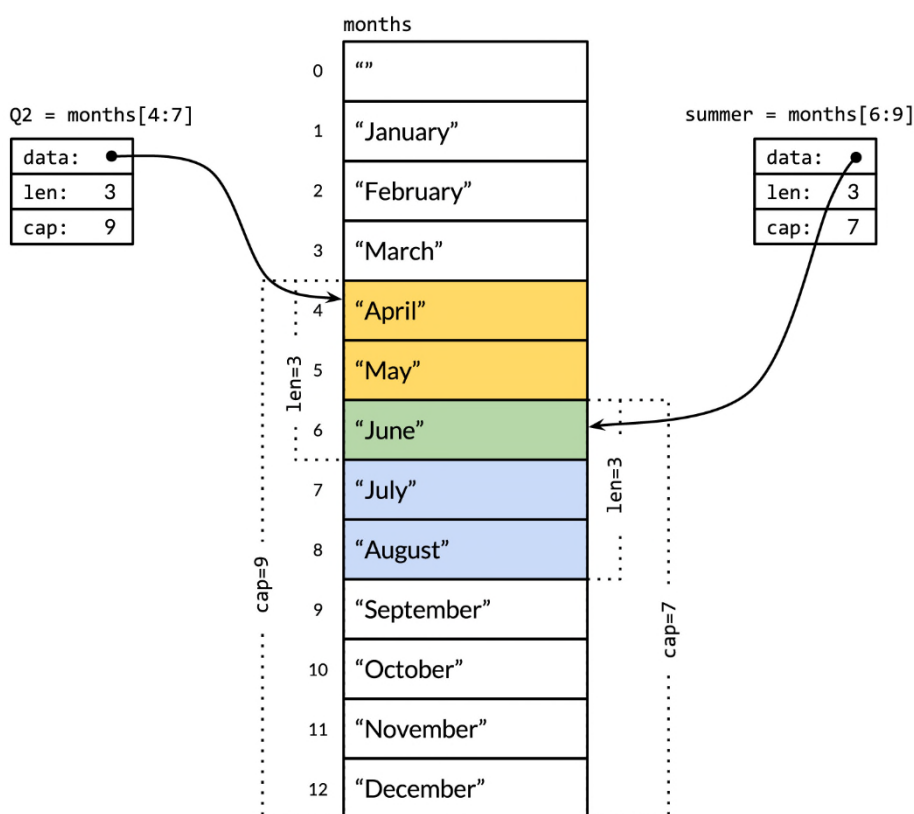 months
0 “”
Q2 = months[4:7]
data:
len: 3
cap: 9
summer = months[6:9]
data:
len: 3
cap: 7
1 “January”
2 “February”
3 “March”
4 “April”
5 “May”
6 “June”
7 “July”
8 “August”
9 “September”
10 “October”
11 “November”
12 “December”
len=3
cap=9
len=3
cap=7